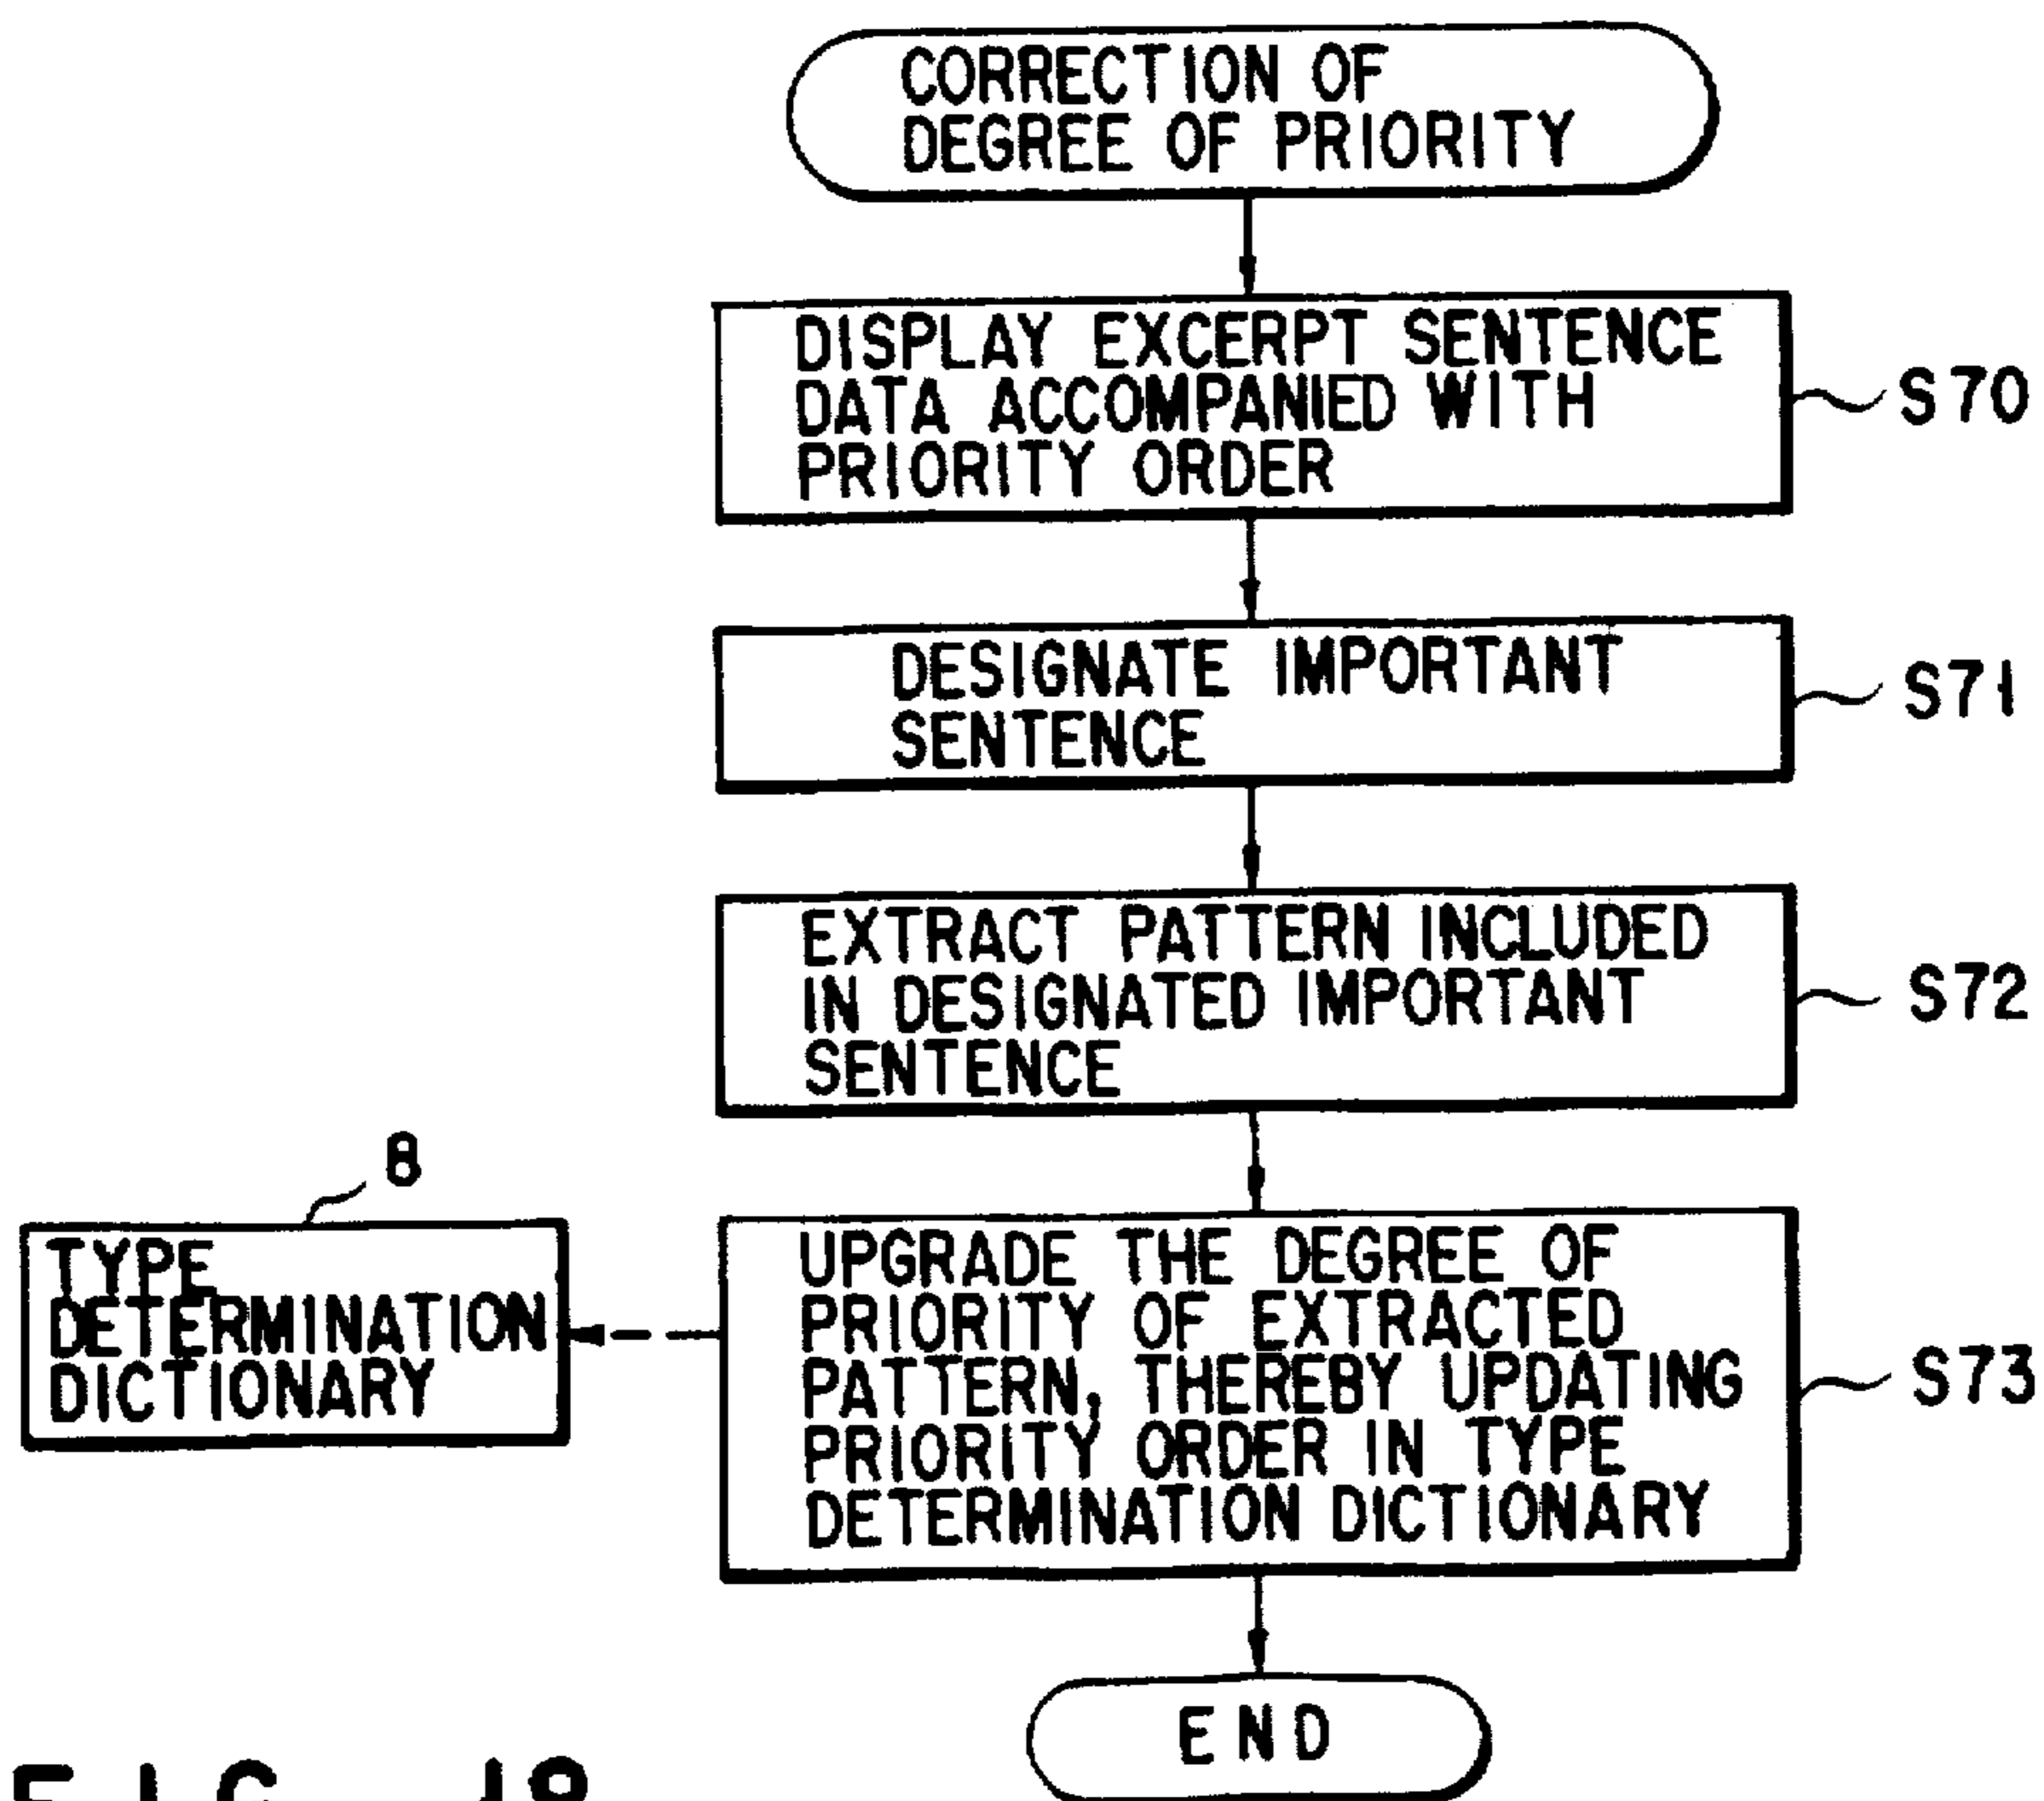 CORRECTION OF
DEGREE OF PRIORITY
DISPLAY EXCERPT SENTENCE
DATA ACCOMPANIED WITH
PRIORITY ORDER
S70
DESIGNATE IMPORTANT
SENTENCE
S71
EXTRACT PATTERN INCLUDED
IN DESIGNATED IMPORTANT
SENTENCE
S72
8
TYPE
DETERMINATION
DICTIONARY
UPGRADE THE DEGREE OF
PRIORITY OF EXTRACTED
PATTERN, THEREBY UPDATING
PRIORITY ORDER IN TYPE
DETERMINATION DICTIONARY
S73
END